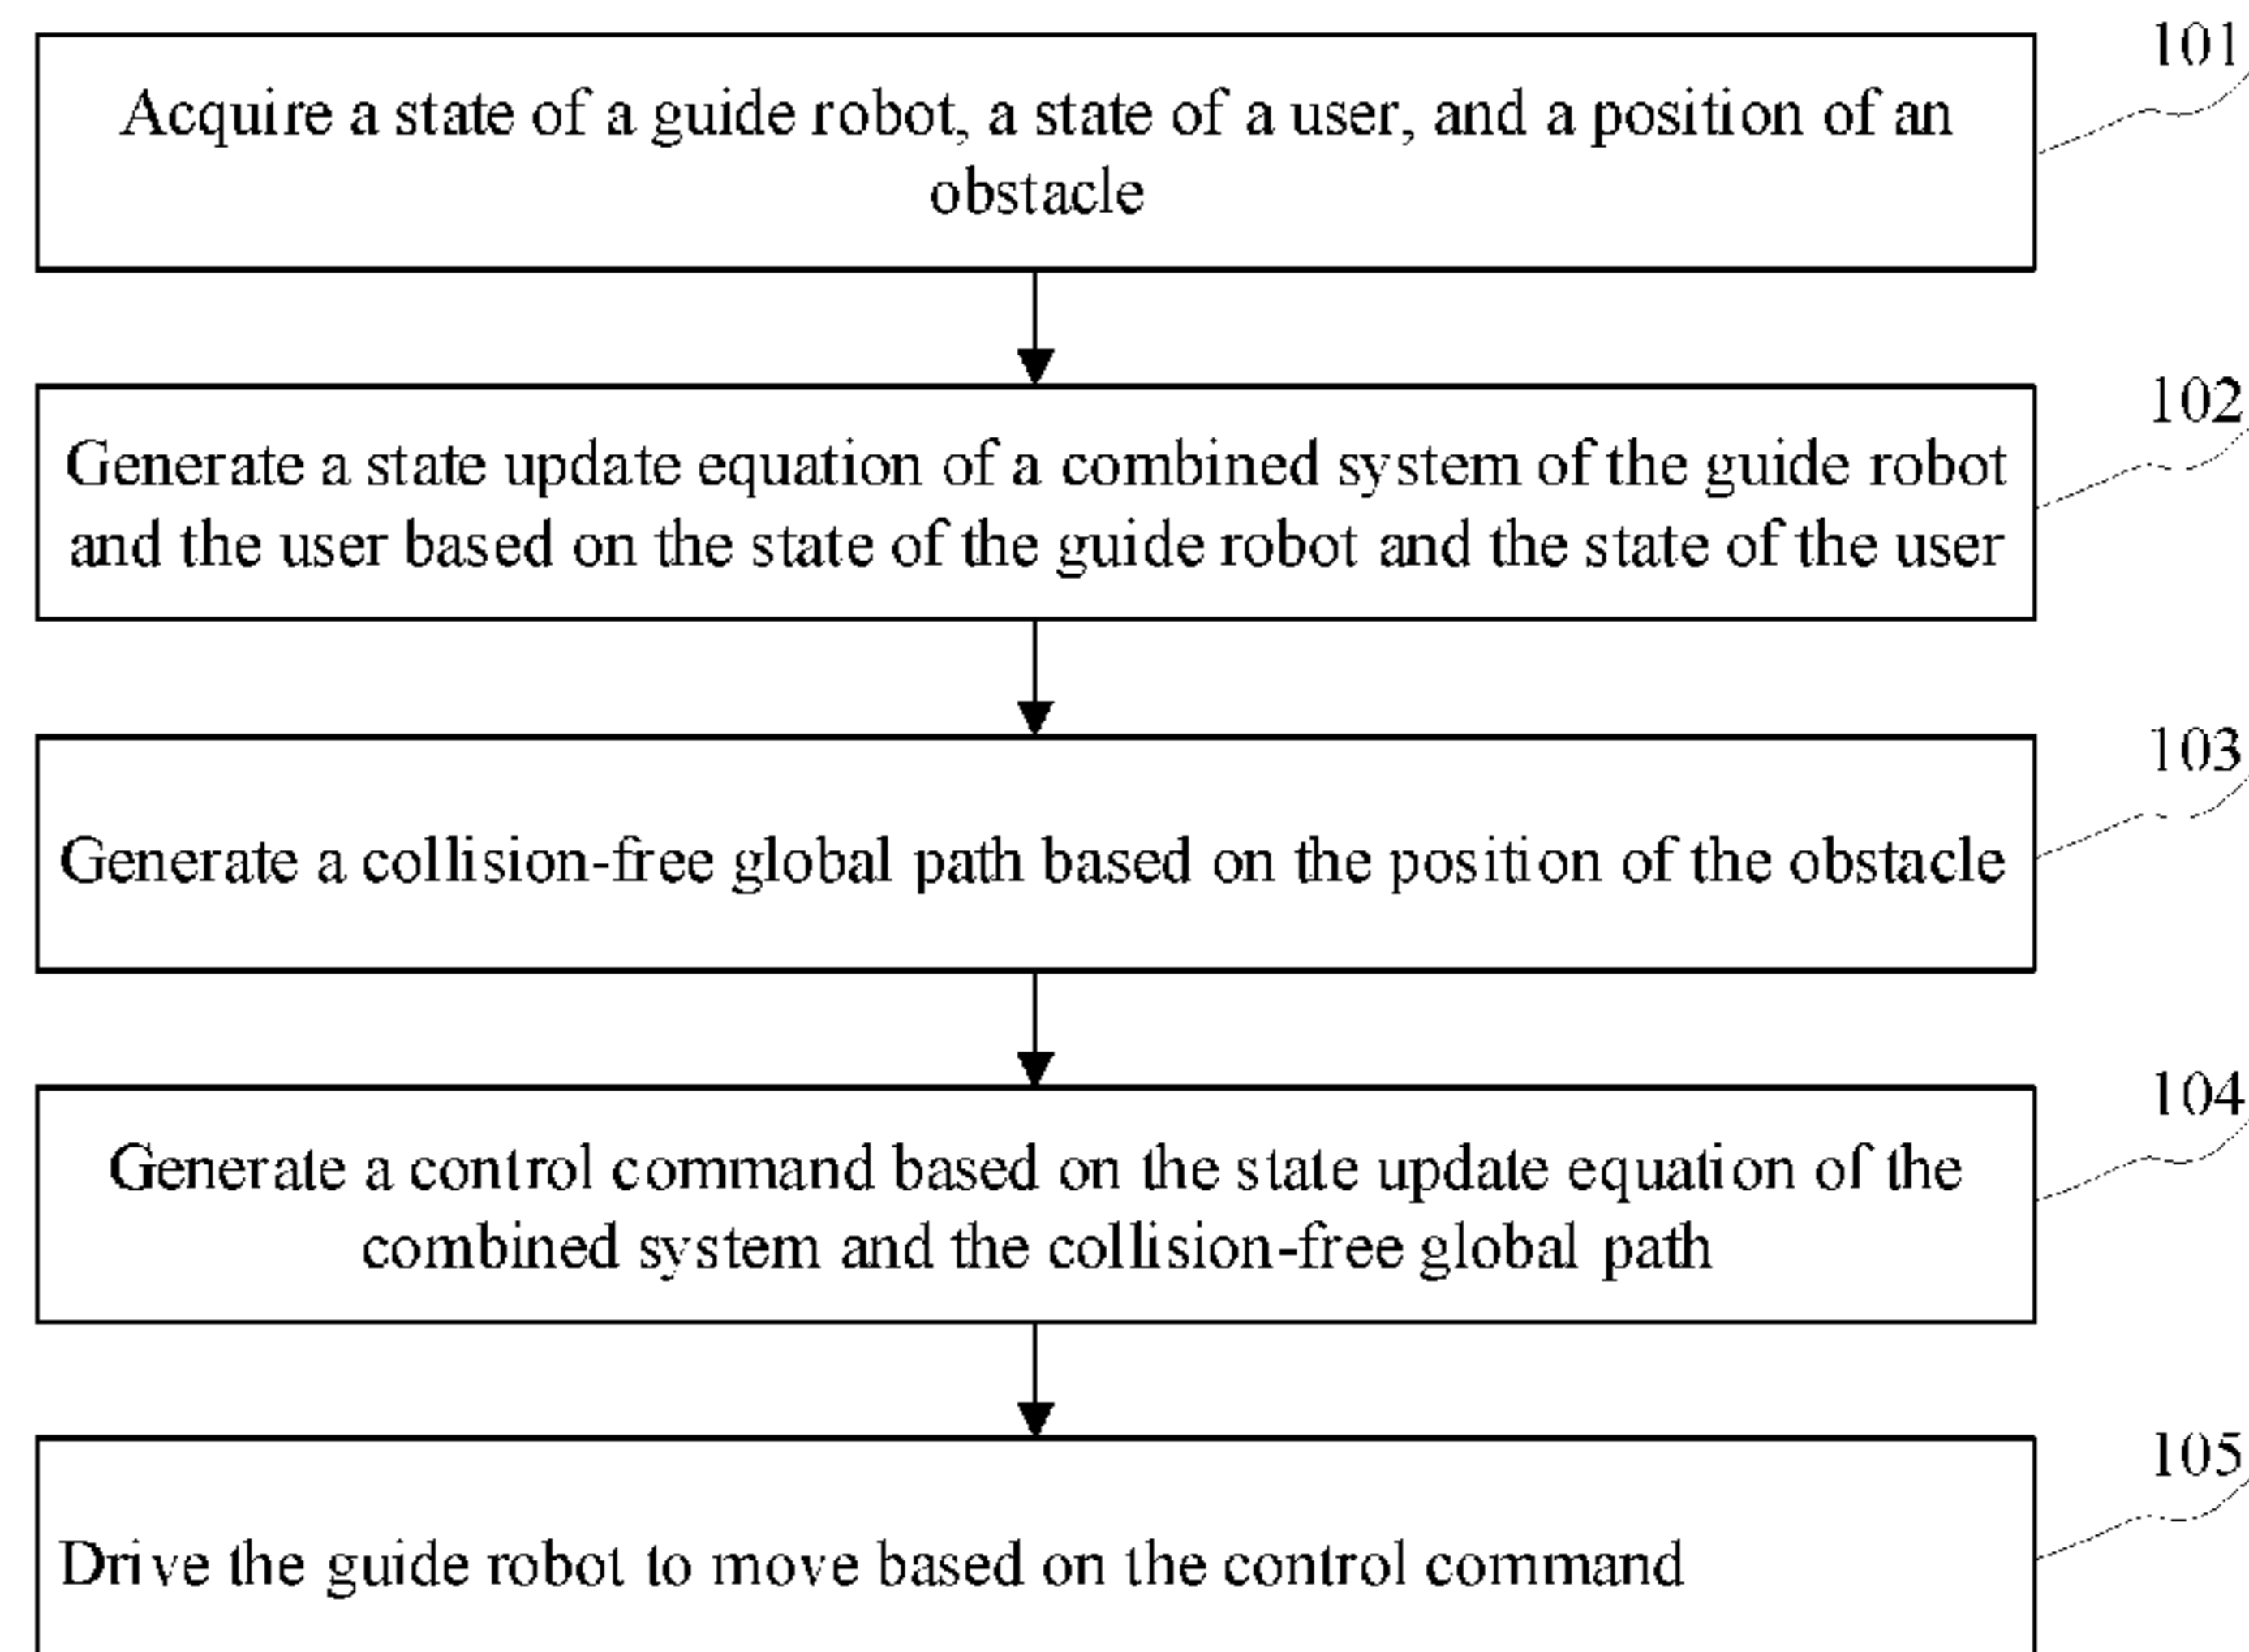 101
Acquire a state of a guide robot, a state of a user, and a position of an
obstacle
102
Generate a state update equation of a combined system of the guide robot
and the user based on the state of the guide robot and the state of the user
103
Generate a collision-free global path based on the position of the obstacle
104
Generate a control command based on the state update equation of the
combined system and the collision-free global path
105
Drive the guide robot to move based on the control command